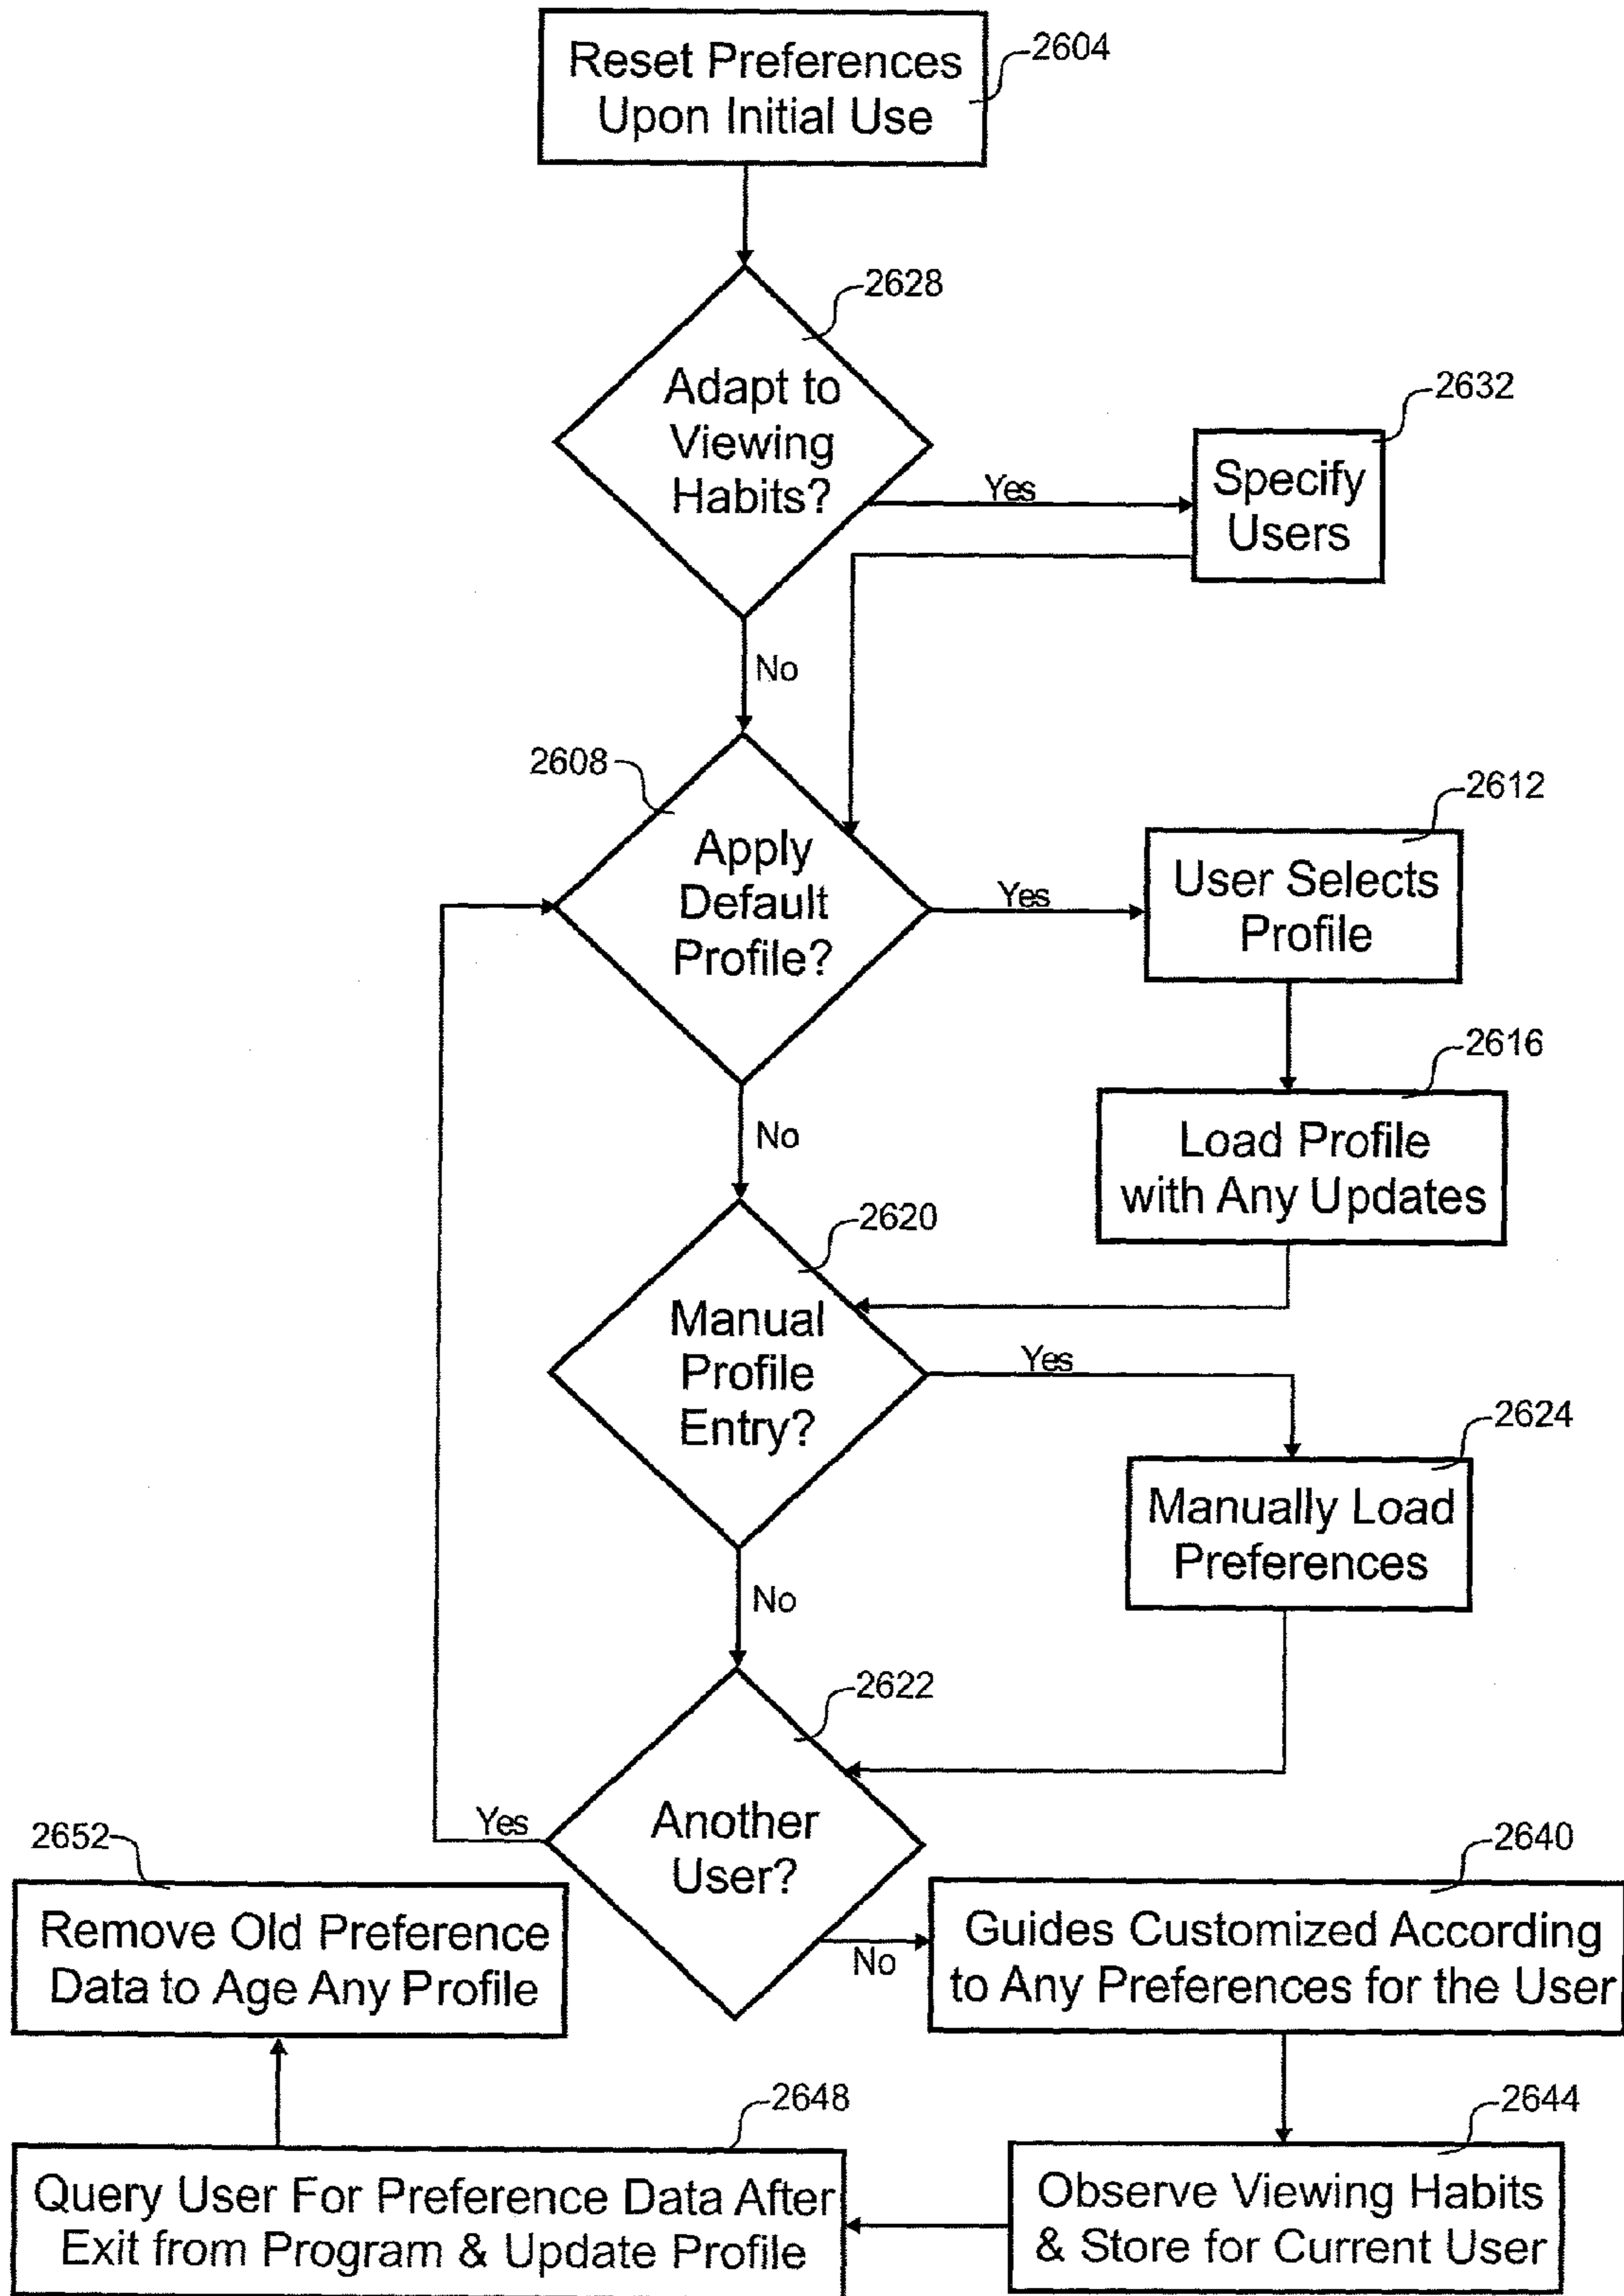 Reset Preferences
Upon Initial Use
2604
2628
Adapt to
Viewing
Habits?
2632
Yes
Specify
Users
No
2608
Apply
Default
Profile?
Yes
2612
User Selects
Profile
2616
Load Profile
with Any Updates
No
2620
Manual
Profile
Entry?
Yes
2624
Manually Load
Preferences
No
2622
Another
User?
Yes
No
2640
Guides Customized According
to Any Preferences for the User
2644
Observe Viewing Habits
& Store for Current User
2648
Query User For Preference Data After
Exit from Program & Update Profile
2652
Remove Old Preference
Data to Age Any Profile